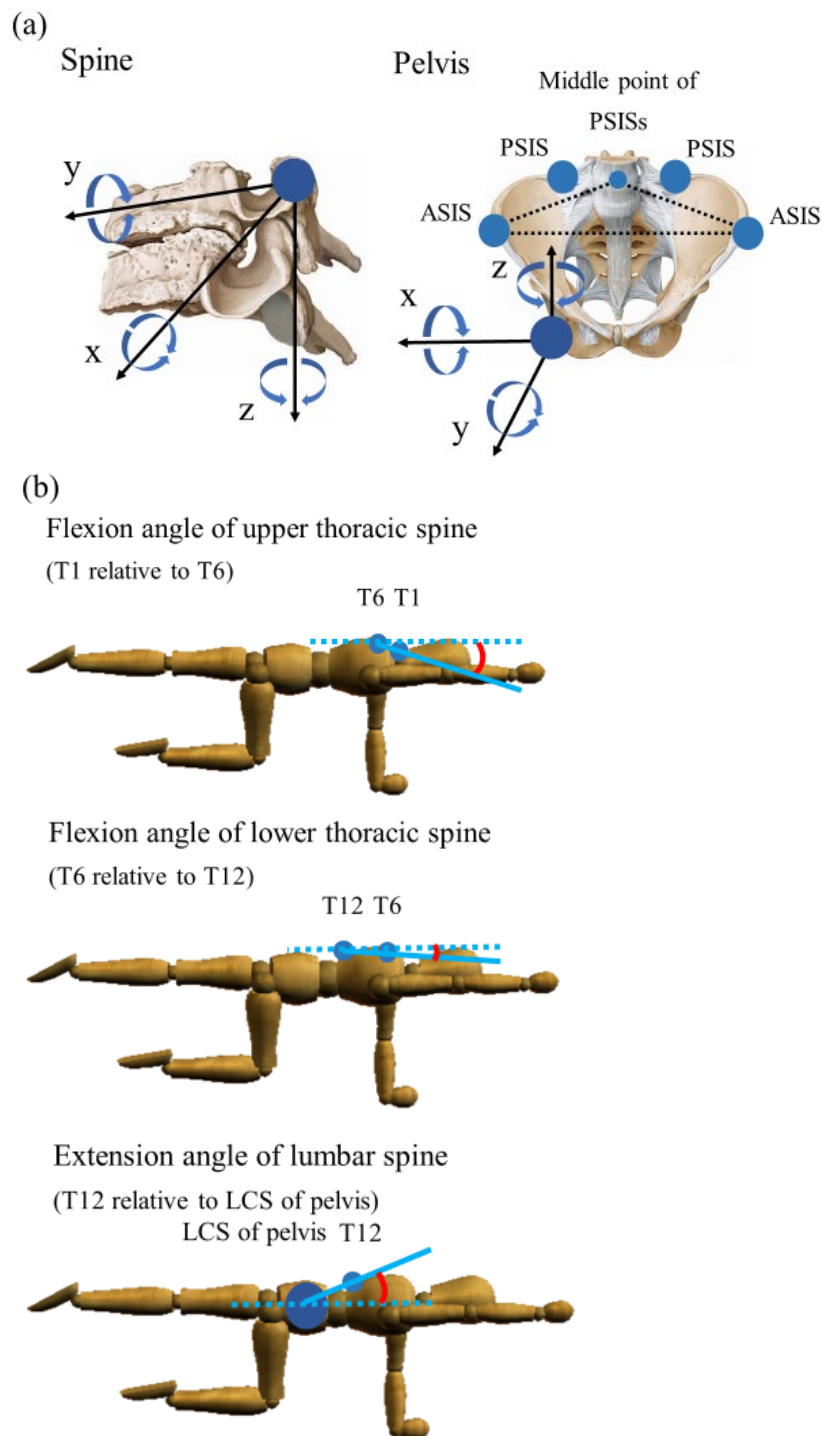 (a)
Spine
Pelvis
Middle point of
PSISs
PSIS
PSIS
ASIS
ASIS
y
x
z
z
x
y
(b)
Flexion angle of upper thoracic spine
(T1 relative to T6)
T6 T1
Flexion angle of lower thoracic spine
(T6 relative to T12)
T12 T6
Extension angle of lumbar spine
(T12 relative to LCS of pelvis)
LCS of pelvis T12